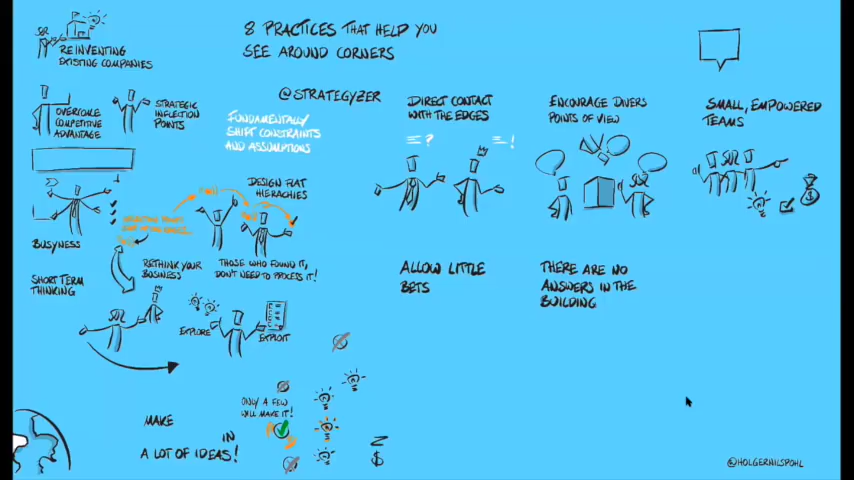 8 PRACTICES THAT HELP YOU
SEE AROUND CORNERS
REINVENTING
EXISTING COMPANIES
@STRATEGYZER
OVERCOME
COMPETITIVE
ADVANTAGE
STRATEGIC
INFLECTION
POINTS
FUNDAMENTALLY
SHIFT CONSTRAINTS
AND ASSUMPTIONS
DIRECT CONTACT
WITH THE EDGES
= ?
= !
ENCOURAGE DIVERS
POINTS OF VIEW
SMALL, EMPOWERED
TEAMS
$
DESIGN FLAT
HIERACHIES
BUSYNESS
THOSE WHO FOUND IT,
DON'T NEED TO PROCESS IT!
RETHINK YOUR
BUSINESS
SHORT TERM
THINKING
ALLOW LITTLE
BETS
THERE ARE NO
ANSWERS IN THE
BUILDING
EXPLORE
EXPLOIT
ONLY A FEW
WILL MAKE IT!
MAKE
IN
A LOT OF IDEAS!
$
@HOLGERNILSPOHL